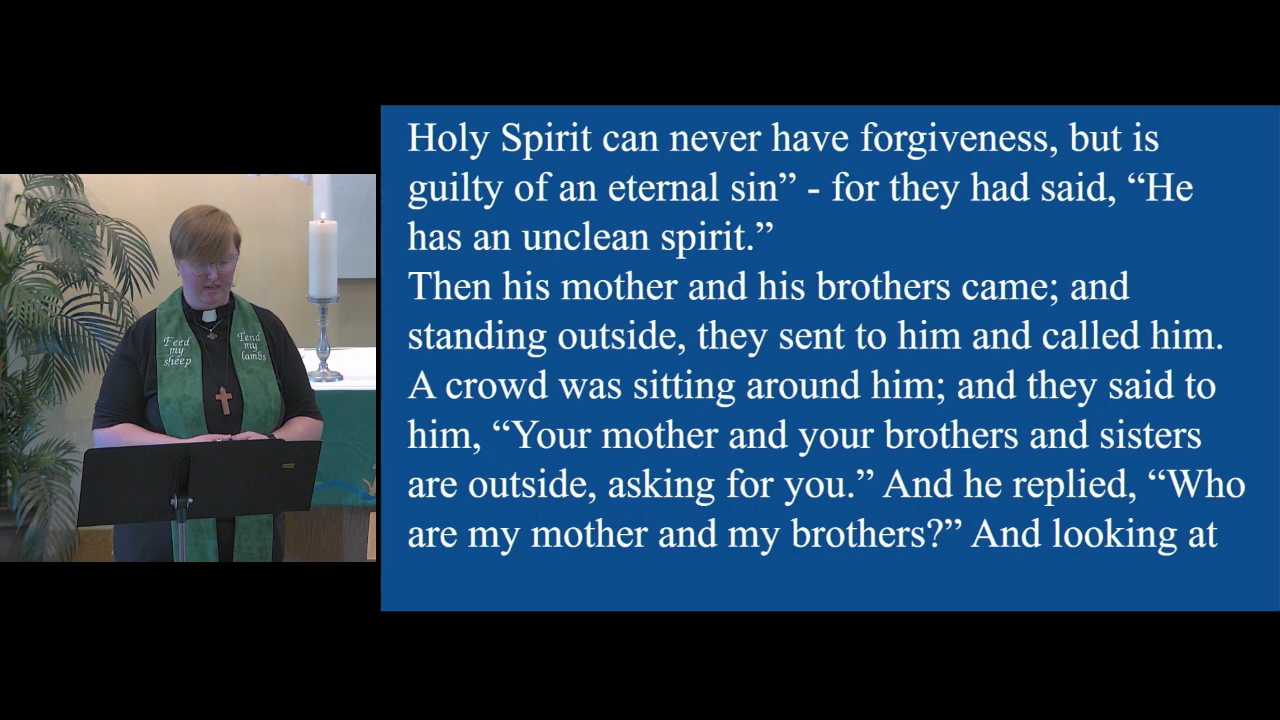 Feed
my
sheep
Tend
my
lambs
Holy Spirit can never have forgiveness, but is
guilty of an eternal sin” - for they had said, “He
has an unclean spirit.”
Then his mother and his brothers came; and
standing outside, they sent to him and called him.
A crowd was sitting around him; and they said to
him, “Your mother and your brothers and sisters
are outside, asking for you.” And he replied, “Who
are my mother and my brothers?” And looking at